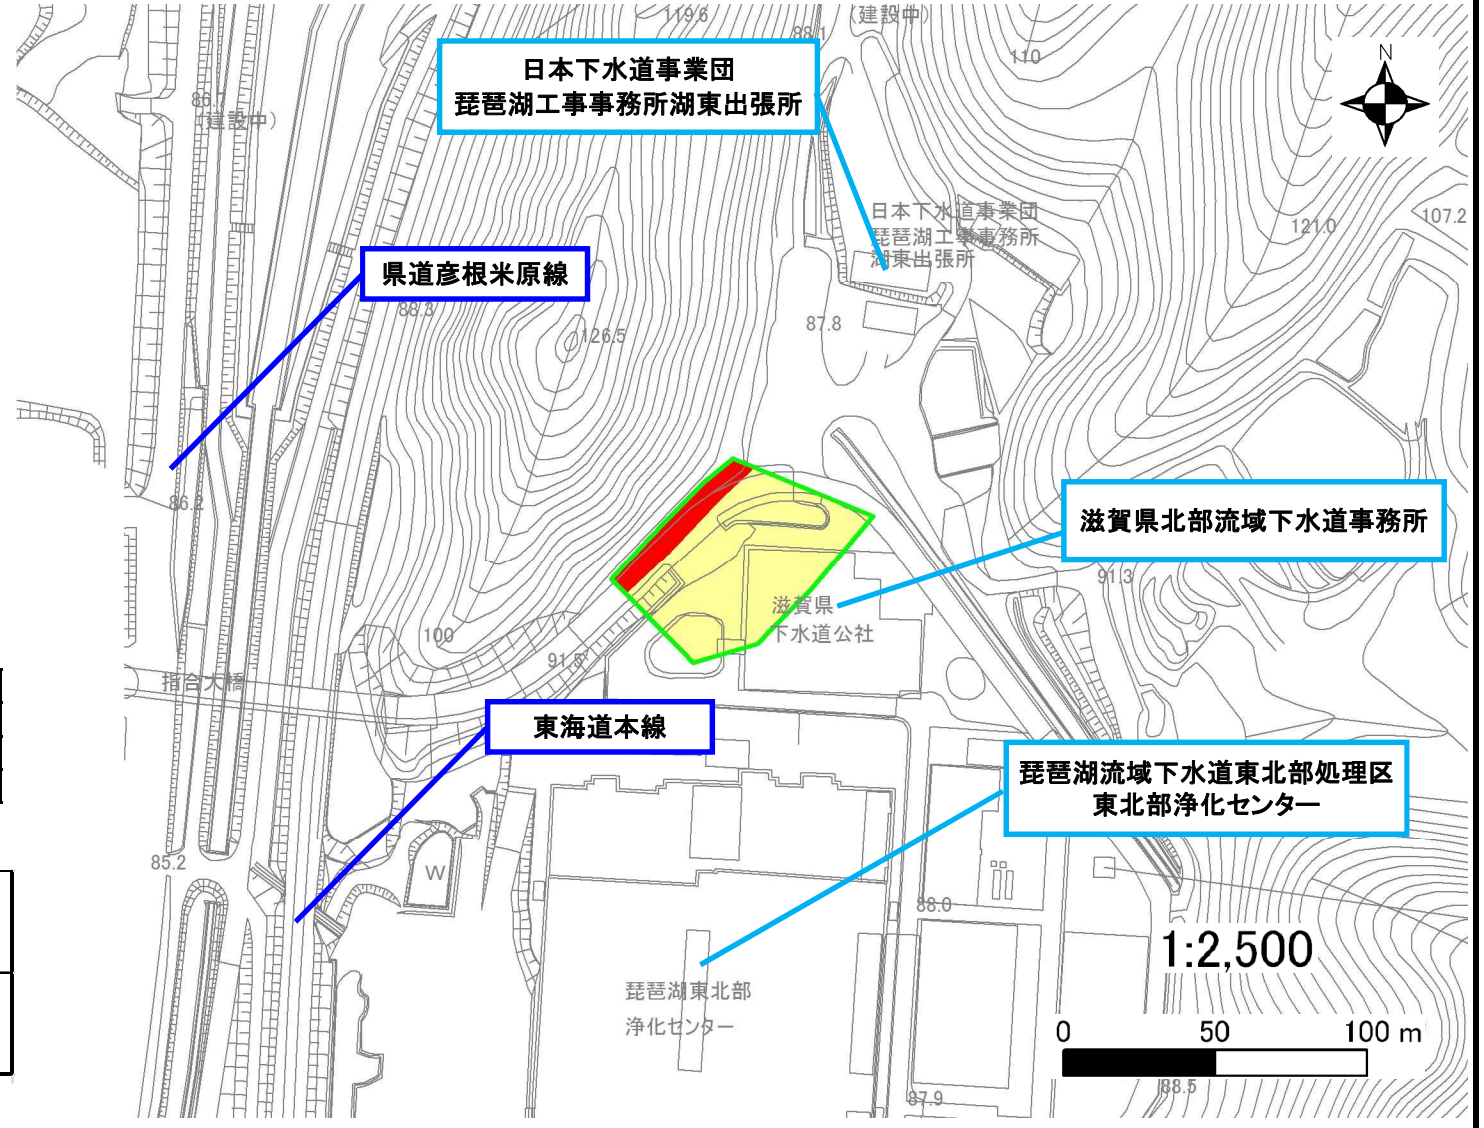 119.6
(建設中)
88.1
110
N
日本下水道事業団
琵琶湖工事事務所湖東出張所
86.7
(建設中)
日本下水道事業団
琵琶湖工事事務所
湖東出張所
107.2
121.0
県道彦根米原線
88.3
87.8
126.5
86.2
滋賀県北部流域下水道事務所
91.3
滋賀県
下水道公社
100
91.5
指合大橋
東海道本線
琵琶湖流域下水道東北部処理区
東北部浄化センター
85.2
W
88.0
1:2,500
琵琶湖東北部
浄化センター
0 50 100 m
88.5
87.9